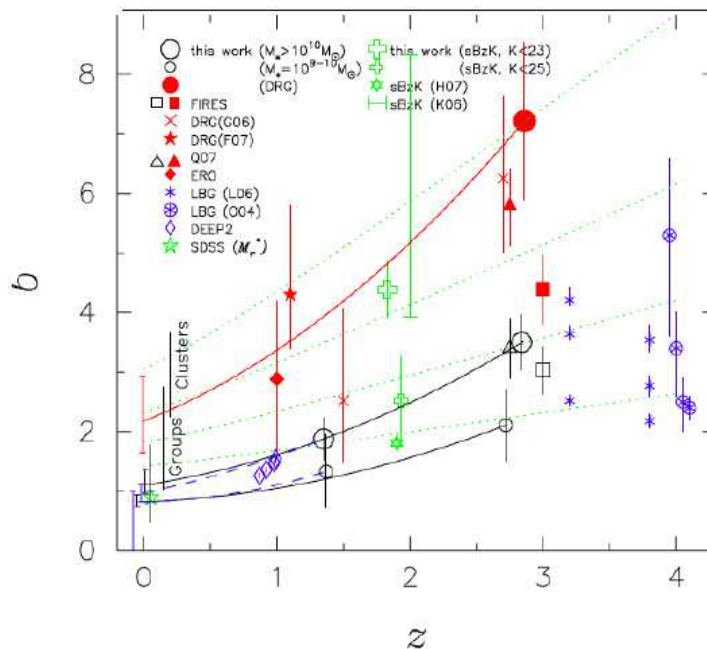 this work (M*>10^10 M⊙)
(M*=10^9-10 M⊙)
(DRG)
FIRES
DRG(G06)
DRG(F07)
Q07
ERO
LBG (L06)
LBG (O04)
DEEP2
SDSS (M_r^*)
this work (sBzK, K<23)
(sBzK, K<25)
sBzK (H07)
sBzK (K06)
Groups
Clusters
b
8
6
4
2
0
0 1 2 3 4
z